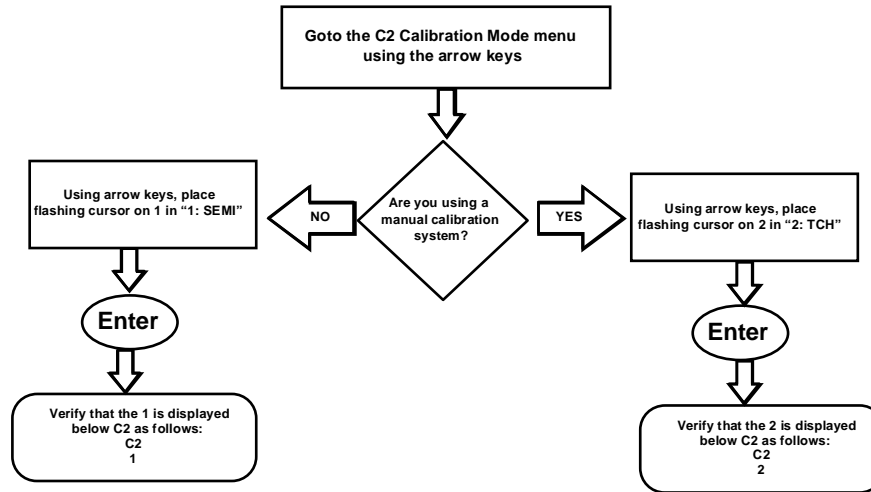 Goto the C2 Calibration Mode menu
using the arrow keys
Are you using a
manual calibration
system?
NO
YES
Using arrow keys, place
flashing cursor on 1 in “1: SEMI”
Enter
Verify that the 1 is displayed
below C2 as follows:
C2
1
Using arrow keys, place
flashing cursor on 2 in “2: TCH”
Enter
Verify that the 2 is displayed
below C2 as follows:
C2
2